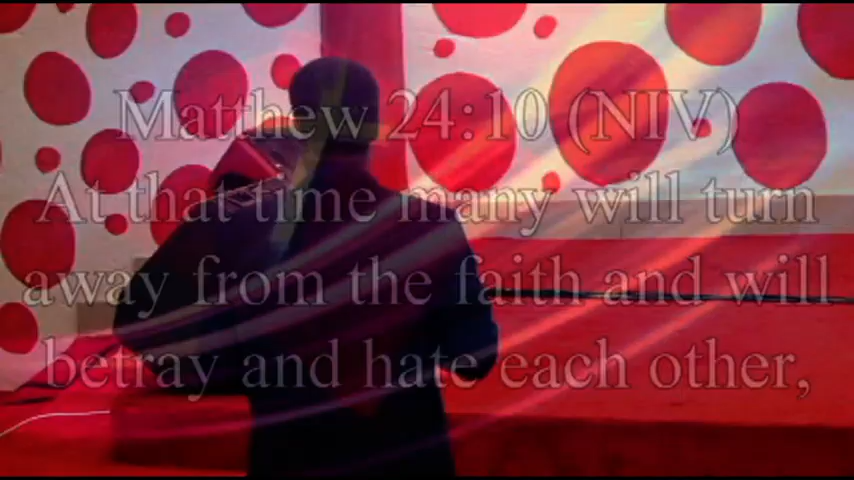 Matthew 24:10 (NIV)
At that time many will turn
away from the faith and will
betray and hate each other,